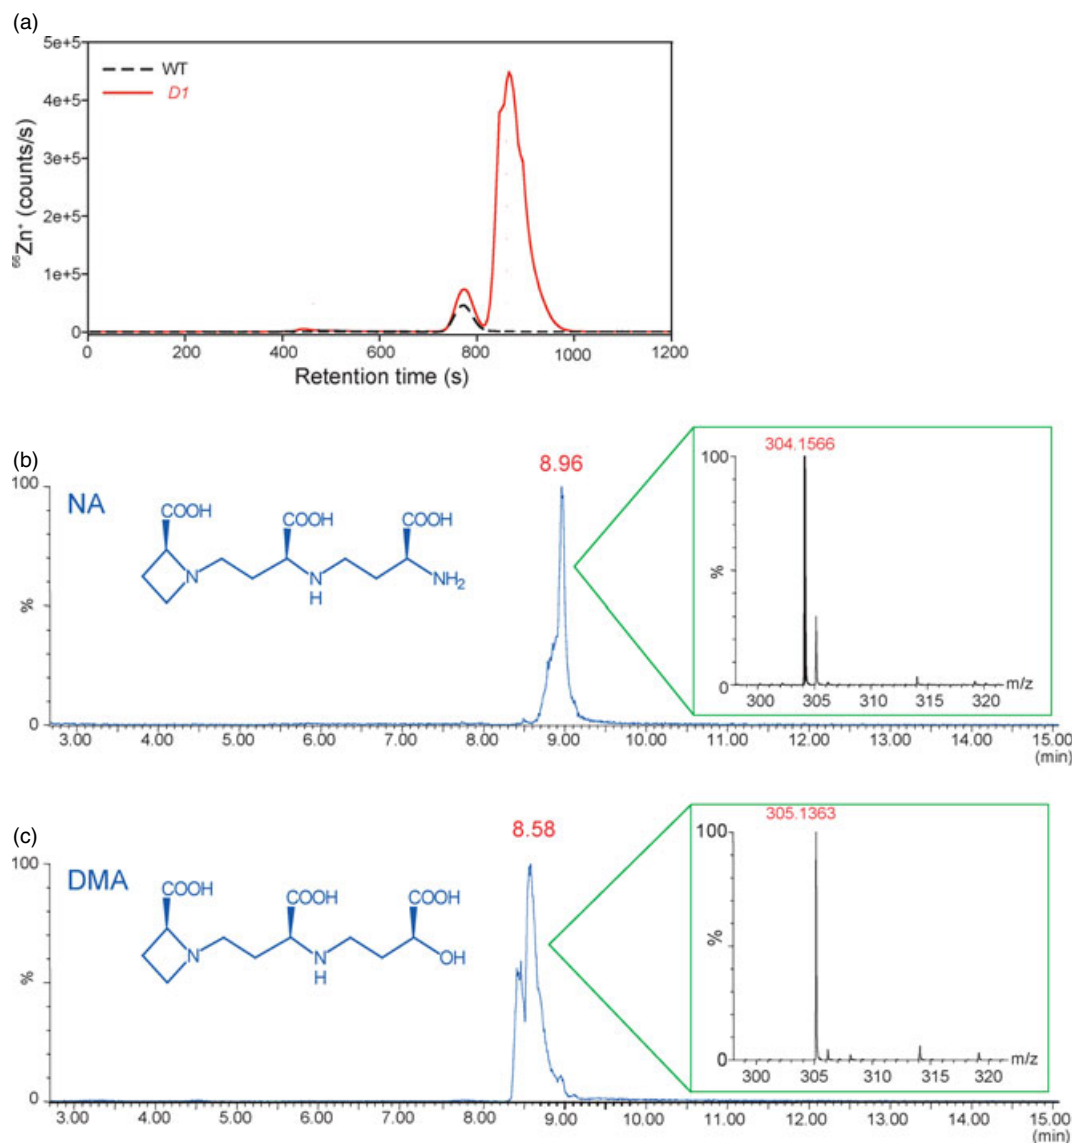 (a)
5e+5
4e+5
3e+5
2e+5
1e+5
0
⁶⁶Zn⁺ (counts/s)
WT
D1
0 200 400 600 800 1000 1200
Retention time (s)
(b)
NA
COOH COOH COOH
N N NH₂
H
8.96
100
%
0
3.00 4.00 5.00 6.00 7.00 8.00 9.00 10.00 11.00 12.00 13.00 14.00 15.00
(min)
304.1566
100
%
0
300 305 310 315 320 m/z
(c)
DMA
COOH COOH COOH
N N OH
H
8.58
100
%
0
3.00 4.00 5.00 6.00 7.00 8.00 9.00 10.00 11.00 12.00 13.00 14.00 15.00
(min)
305.1363
100
%
0
300 305 310 315 320 m/z